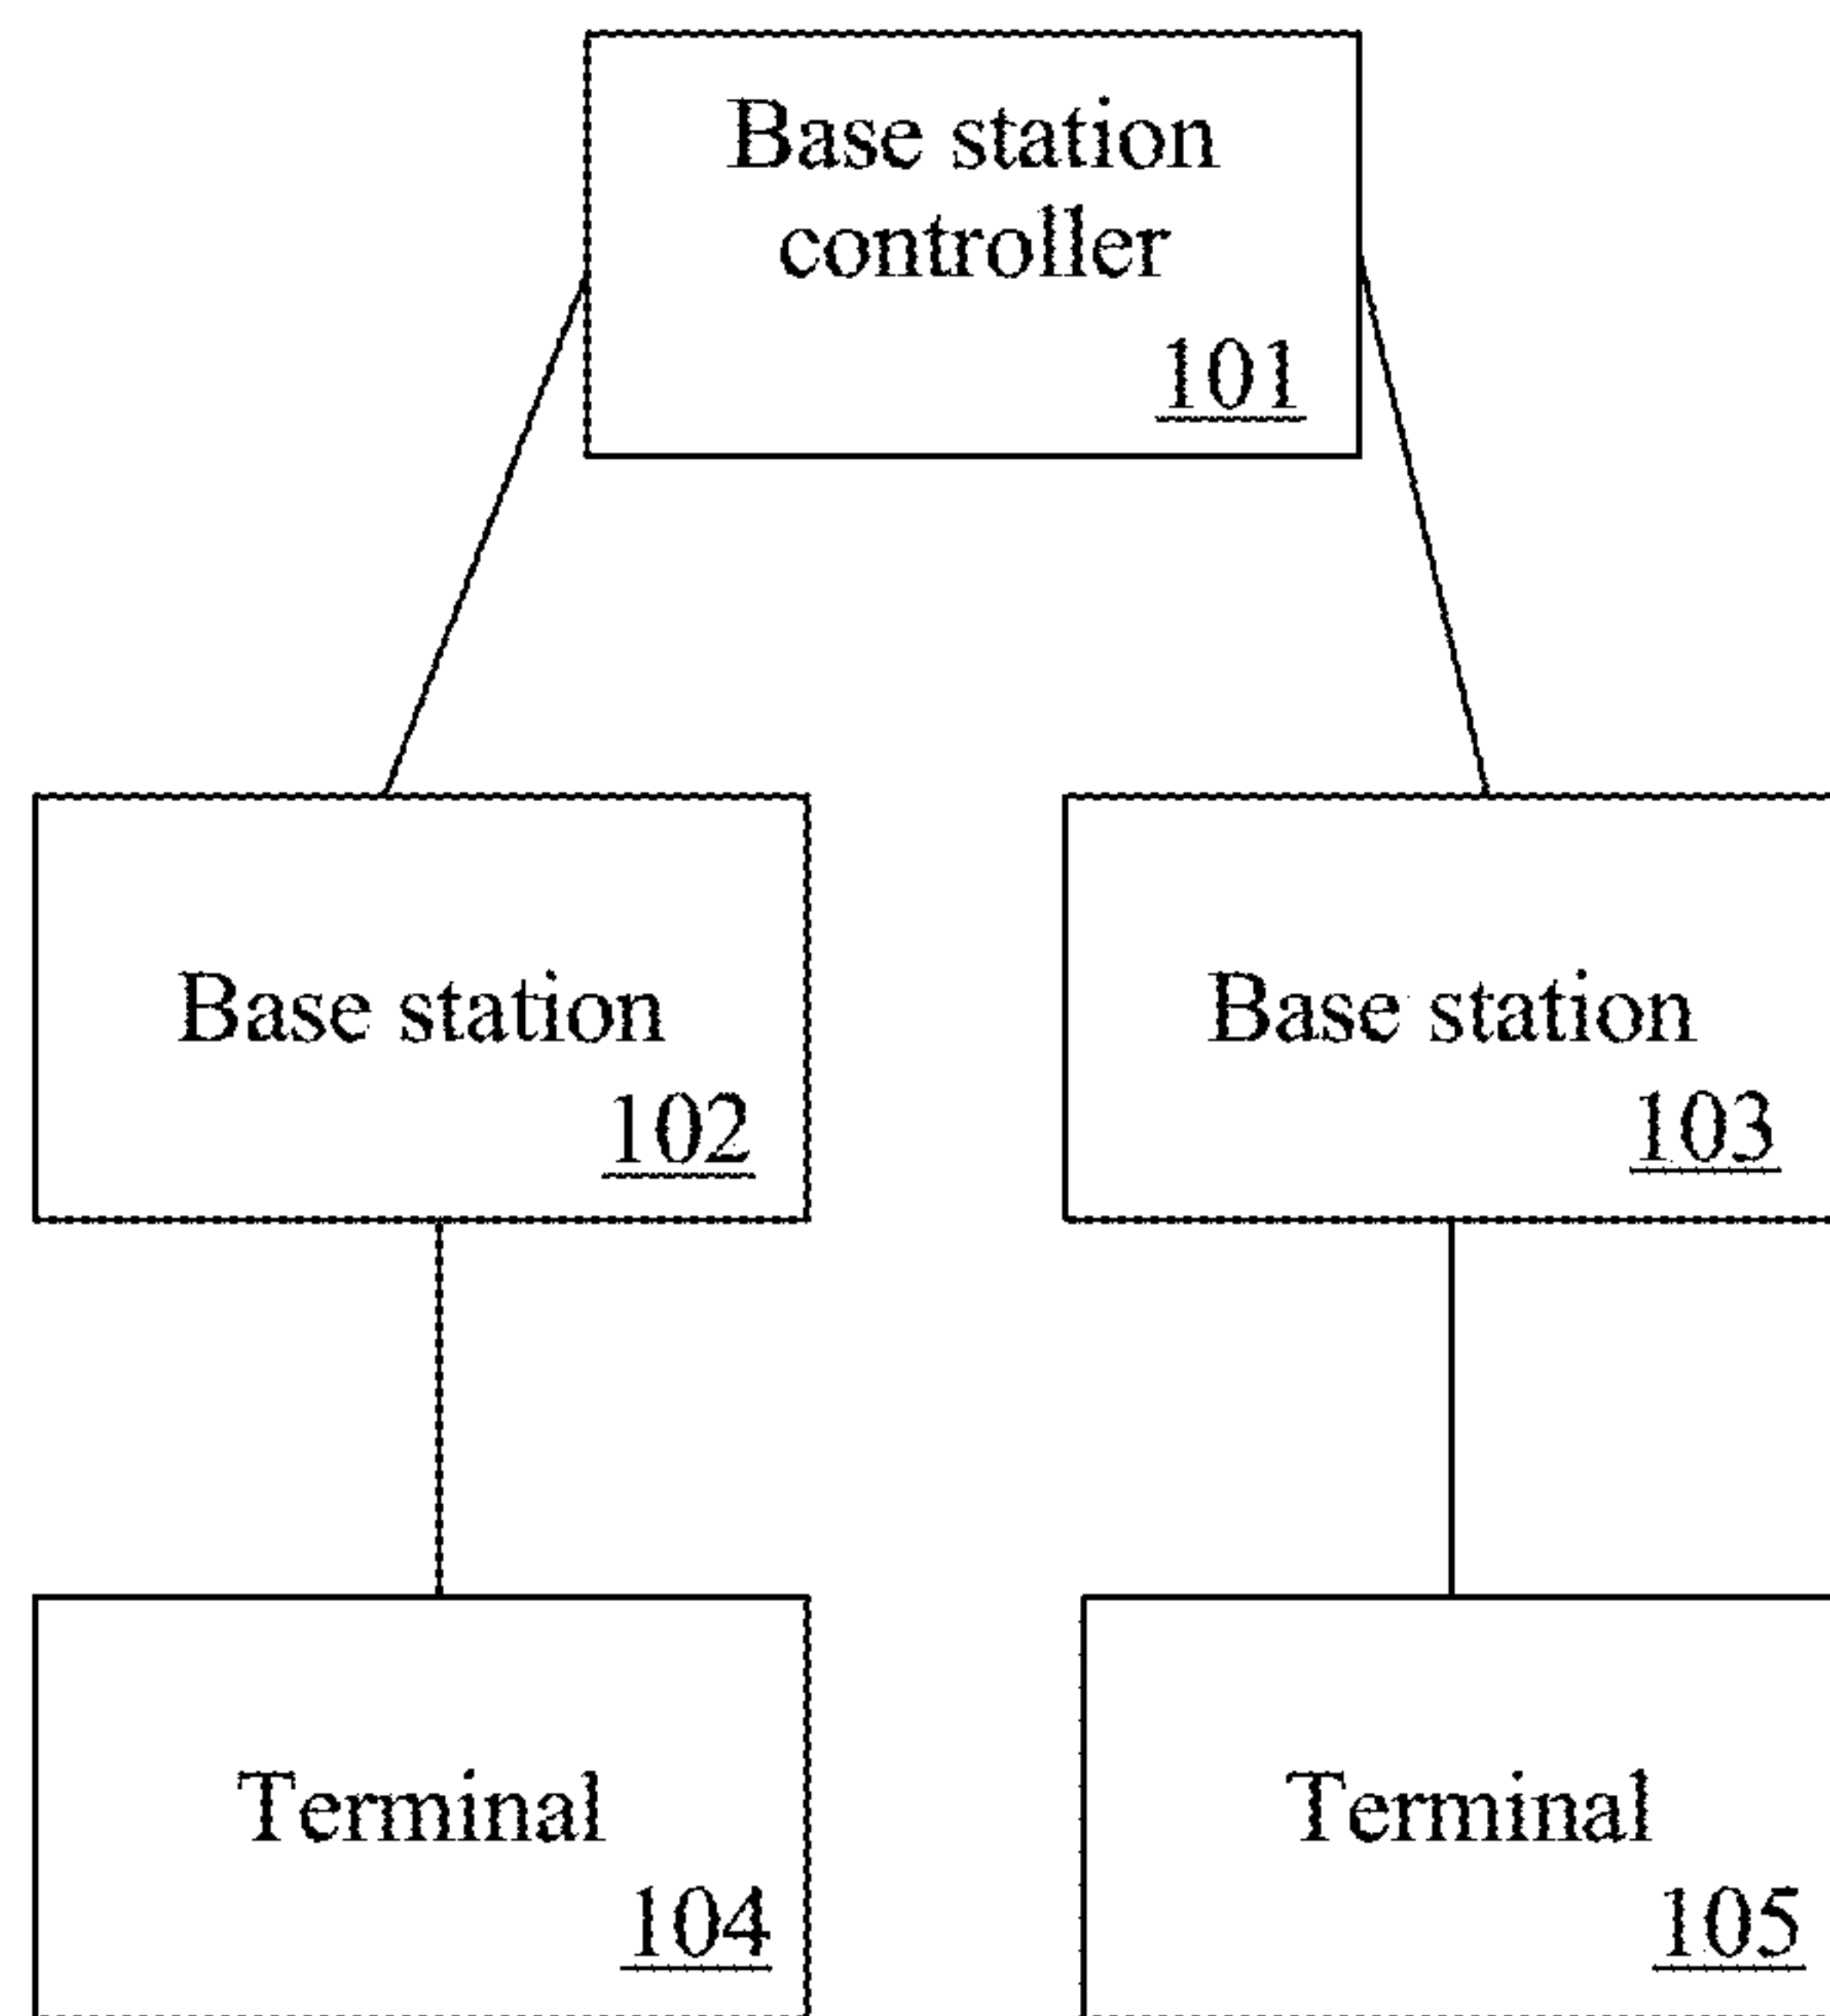 Base station
controller
101
Base station
102
Base station
103
Terminal
104
Terminal
105